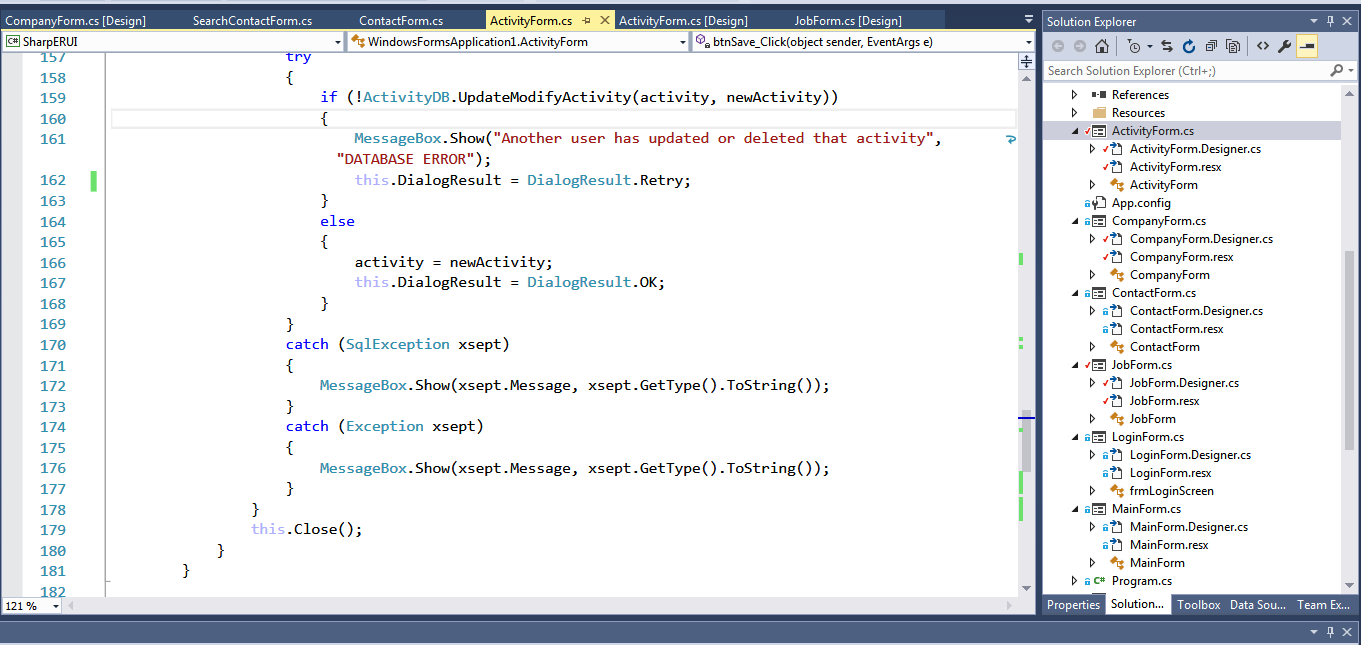 CompanyForm.cs [Design] SearchContactForm.cs ContactForm.cs ActivityForm.cs ActivityForm.cs [Design] JobForm.cs [Design]
C# SharpERUI WindowsFormsApplication1.ActivityForm btnSave_Click(object sender, EventArgs e)
157 try
158 {
159 if (!ActivityDB.UpdateModifyActivity(activity, newActivity))
160 {
161 MessageBox.Show("Another user has updated or deleted that activity",
"DATABASE ERROR");
162 this.DialogResult = DialogResult.Retry;
163 }
164 else
165 {
166 activity = newActivity;
167 this.DialogResult = DialogResult.OK;
168 }
169 }
170 catch (SqlException xsept)
171 {
172 MessageBox.Show(xsept.Message, xsept.GetType().ToString());
173 }
174 catch (Exception xsept)
175 {
176 MessageBox.Show(xsept.Message, xsept.GetType().ToString());
177 }
178 }
179 this.Close();
180 }
181 }
182
121 %
Solution Explorer
Search Solution Explorer (Ctrl+;)
References
Resources
ActivityForm.cs
ActivityForm.Designer.cs
ActivityForm.resx
ActivityForm
App.config
CompanyForm.cs
CompanyForm.Designer.cs
CompanyForm.resx
CompanyForm
ContactForm.cs
ContactForm.Designer.cs
ContactForm.resx
ContactForm
JobForm.cs
JobForm.Designer.cs
JobForm.resx
JobForm
LoginForm.cs
LoginForm.Designer.cs
LoginForm.resx
frmLoginScreen
MainForm.cs
MainForm.Designer.cs
MainForm.resx
MainForm
C# Program.cs
Properties Solution... Toolbox Data Sou... Team Ex...